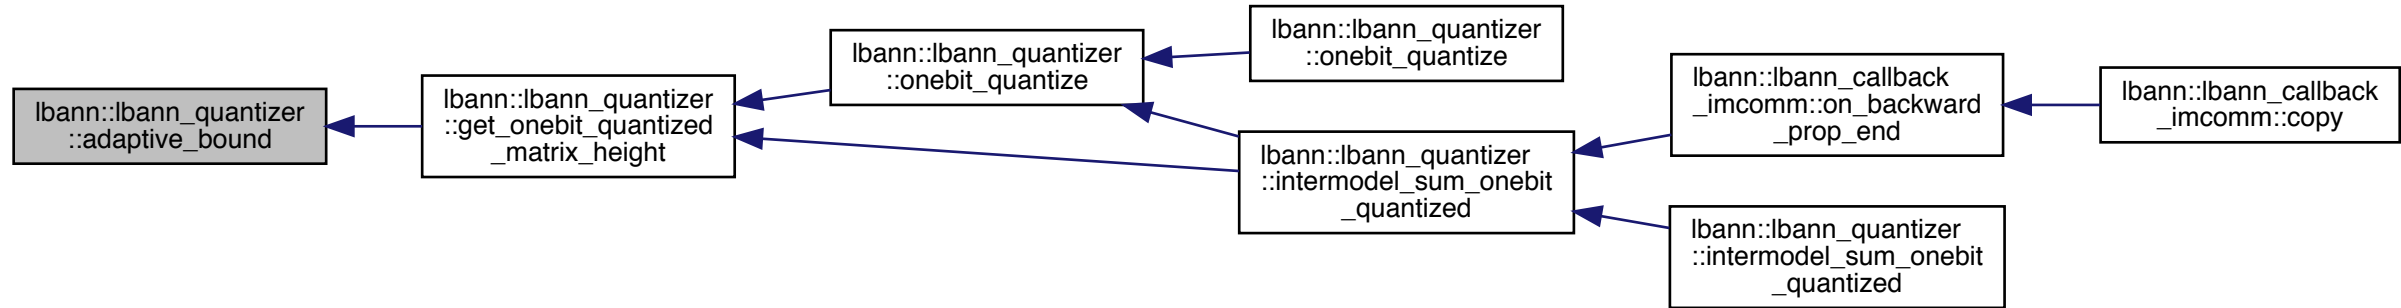 lbann::lbann_quantizer
::adaptive_bound
lbann::lbann_quantizer
::get_onebit_quantized
_matrix_height
lbann::lbann_quantizer
::onebit_quantize
lbann::lbann_quantizer
::onebit_quantize
lbann::lbann_quantizer
::intermodel_sum_onebit
_quantized
lbann::lbann_callback
_imcomm::on_backward
_prop_end
lbann::lbann_callback
_imcomm::copy
lbann::lbann_quantizer
::intermodel_sum_onebit
_quantized